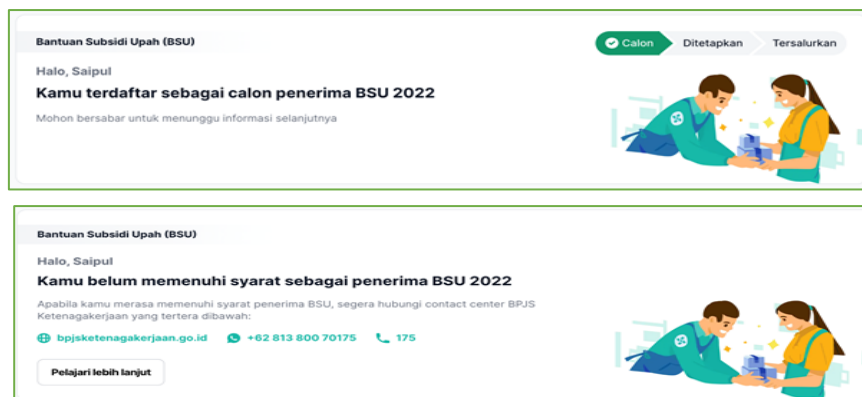 Bantuan Subsidi Upah (BSU)
Calon Ditetapkan Tersalurkan
Halo, Saipul
Kamu terdaftar sebagai calon penerima BSU 2022
Mohon bersabar untuk menunggu informasi selanjutnya
Bantuan Subsidi Upah (BSU)
Halo, Saipul
Kamu belum memenuhi syarat sebagai penerima BSU 2022
Apabila kamu merasa memenuhi syarat penerima BSU, segera hubungi contact center BPJS
Ketenagakerjaan yang tertera dibawah:
bpjsketenagakerjaan.go.id +62 813 800 70175 175
Pelajari lebih lanjut